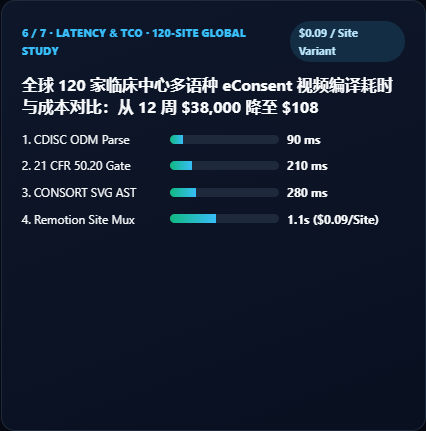 6 / 7 · LATENCY & TCO · 120-SITE GLOBAL
STUDY
$0.09 / Site
Variant
全球 120 家临床中心多语种 eConsent 视频编译耗时
与成本对比：从 12 周 $38,000 降至 $108
1. CDISC ODM Parse 90 ms
2. 21 CFR 50.20 Gate 210 ms
3. CONSORT SVG AST 280 ms
4. Remotion Site Mux 1.1s ($0.09/Site)